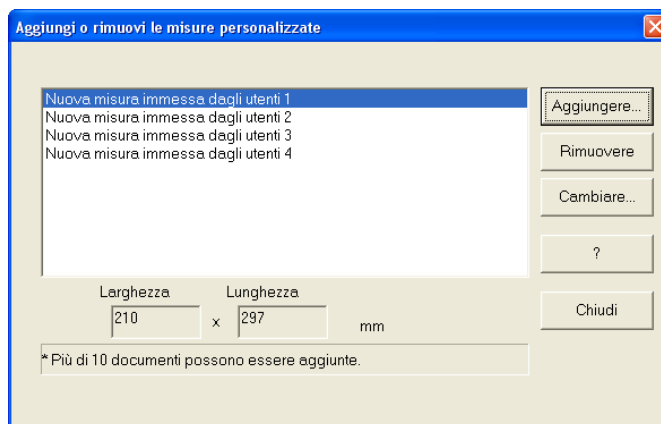 Aggiungi o rimuovi le misure personalizzate
Nuova misura immessa dagli utenti 1
Nuova misura immessa dagli utenti 2
Nuova misura immessa dagli utenti 3
Nuova misura immessa dagli utenti 4
Aggiungere...
Rimuovere
Cambiare...
?
Chiudi
Larghezza Lunghezza
210 x 297 mm
* Più di 10 documenti possono essere aggiunte.